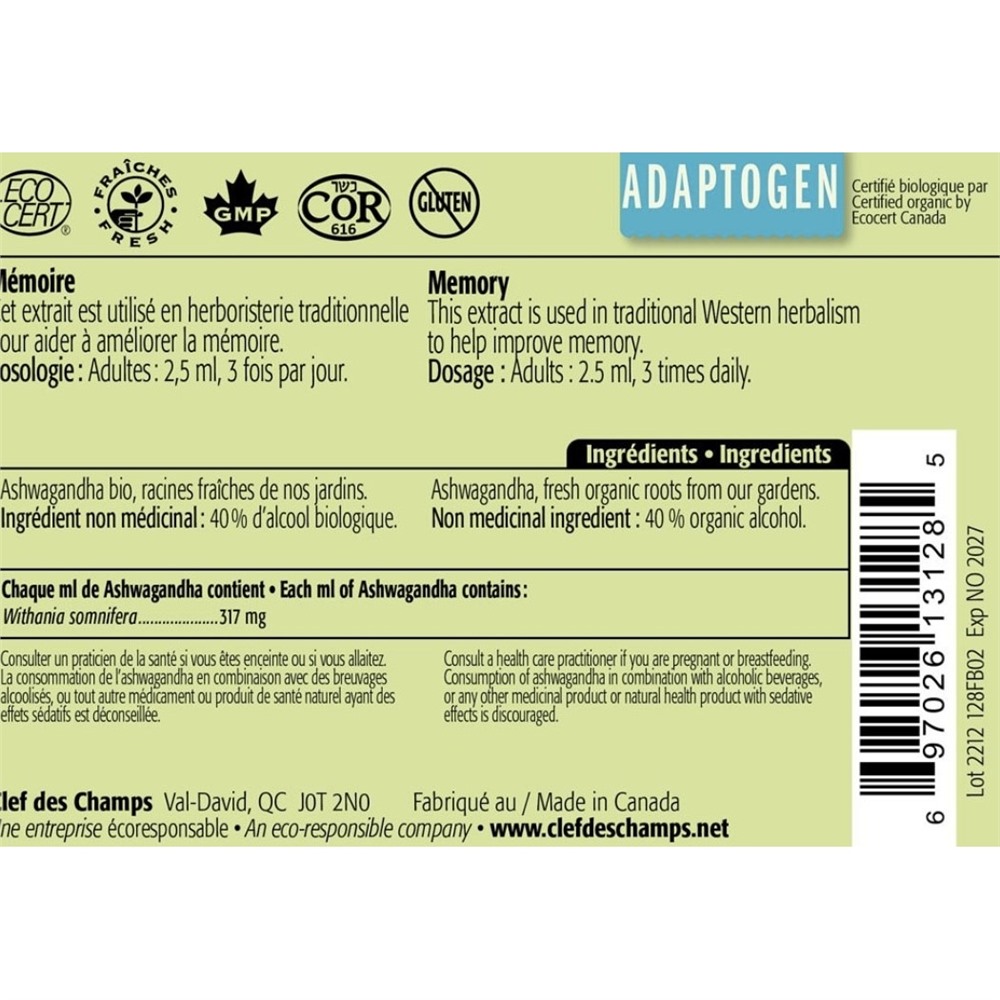 ECO
CERT
®
FRAÎCHES
FRESH
GMP
כשר
COR
616
GLUTEN
ADAPTOGEN
Certifié biologique par
Certified organic by
Ecocert Canada
Mémoire
et extrait est utilisé en herboristerie traditionnelle
our aider à améliorer la mémoire.
osologie : Adultes : 2,5 ml, 3 fois par jour.
Memory
This extract is used in traditional Western herbalism
to help improve memory.
Dosage : Adults : 2.5 ml, 3 times daily.
Ingrédients • Ingredients
Ashwagandha bio, racines fraîches de nos jardins.
Ingrédient non médicinal : 40 % d’alcool biologique.
Ashwagandha, fresh organic roots from our gardens.
Non medicinal ingredient : 40 % organic alcohol.
Chaque ml de Ashwagandha contient • Each ml of Ashwagandha contains :
Withania somnifera....................317 mg
Consulter un praticien de la santé si vous êtes enceinte ou si vous allaitez.
La consommation de l’ashwagandha en combinaison avec des breuvages
alcoolisés, ou tout autre médicament ou produit de santé naturel ayant des
effets sédatifs est déconseillée.
Consult a health care practitioner if you are pregnant or breastfeeding.
Consumption of ashwagandha in combination with alcoholic beverages,
or any other medicinal product or natural health product with sedative
effects is discouraged.
Clef des Champs Val-David, QC J0T 2N0 Fabriqué au / Made in Canada
ne entreprise écoresponsable • An eco-responsible company • www.clefdeschamps.net
6 97026 13128 5
Lot 2212 128FB02 Exp NO 2027